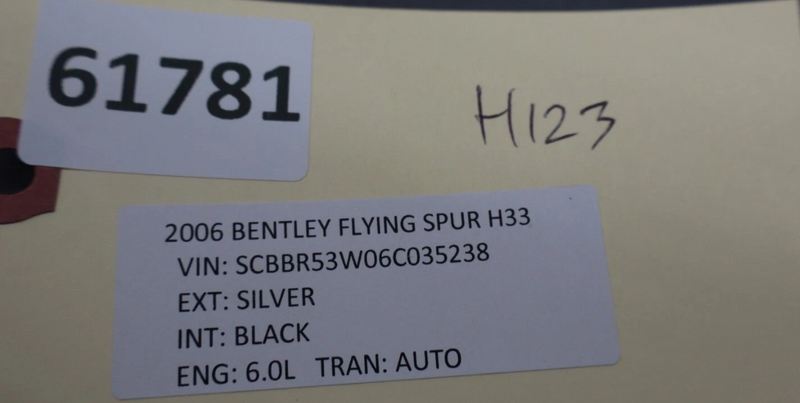 61781
H123
2006 BENTLEY FLYING SPUR H33
VIN: SCBBR53W06C035238
EXT: SILVER
INT: BLACK
ENG: 6.0L TRAN: AUTO